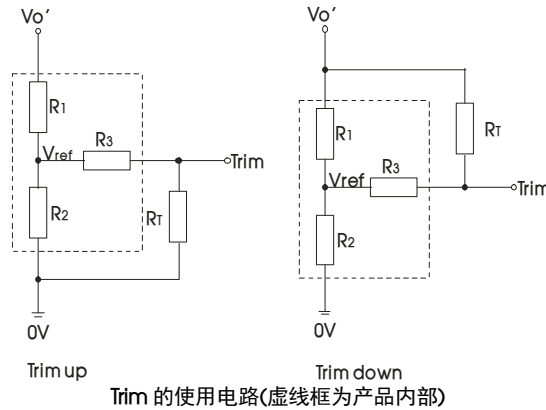 Vo’
R1
Vref
R3
Trim
R2
RT
0V
Trim up
Vo’
R1
RT
Vref
R3
Trim
R2
0V
Trim down
Trim 的使用电路(虚线框为产品内部)